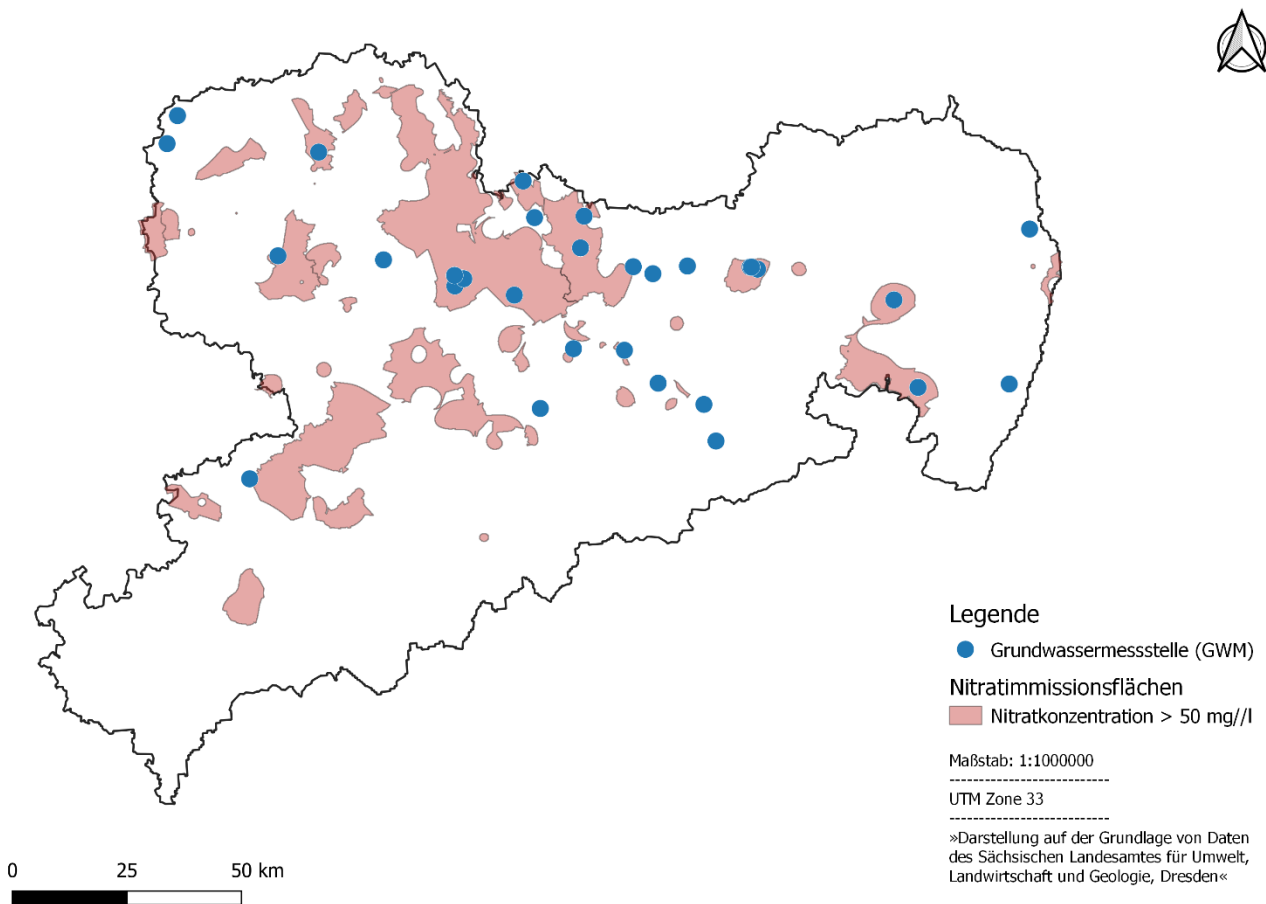 Legende
Grundwassermessstelle (GWM)
Nitratimmissionsflächen
Nitratkonzentration > 50 mg//l
Maßstab: 1:1000000
--------------------------
UTM Zone 33
--------------------------
»Darstellung auf der Grundlage von Daten
des Sächsischen Landesamtes für Umwelt,
Landwirtschaft und Geologie, Dresden«
0 25 50 km